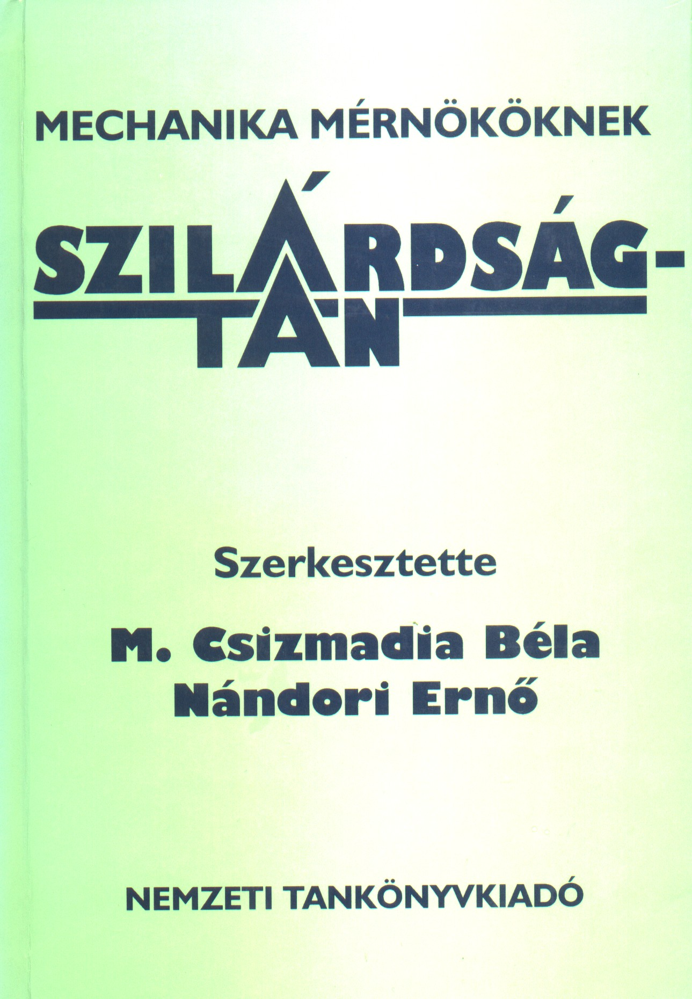 MECHANIKA MÉRNÖKÖKNEK
SZILÁRDSÁG-
TAN
Szerkesztette
M. Csizmadia Béla
Nándori Ernő
NEMZETI TANKÖNYVKIADÓ